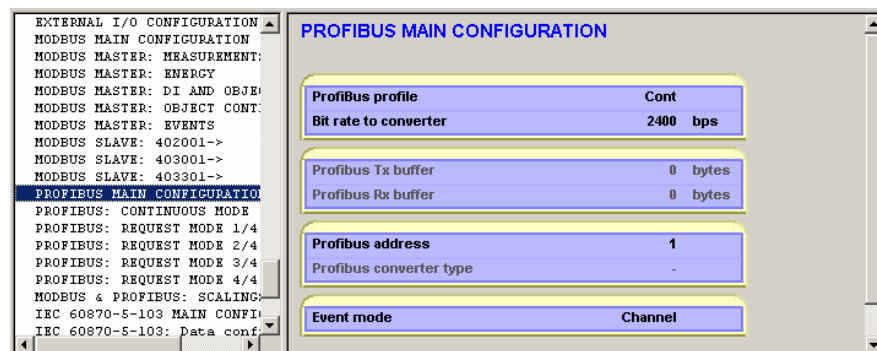 EXTERNAL I/O CONFIGURATION
MODBUS MAIN CONFIGURATION
MODBUS MASTER: MEASUREMENT
MODBUS MASTER: ENERGY
MODBUS MASTER: DI AND OBJE
MODBUS MASTER: OBJECT CONT
MODBUS MASTER: EVENTS
MODBUS SLAVE: 402001->
MODBUS SLAVE: 403001->
MODBUS SLAVE: 403301->
PROFIBUS MAIN CONFIGURATIO
PROFIBUS: CONTINUOUS MODE
PROFIBUS: REQUEST MODE 1/4
PROFIBUS: REQUEST MODE 2/4
PROFIBUS: REQUEST MODE 3/4
PROFIBUS: REQUEST MODE 4/4
MODBUS & PROFIBUS: SCALING
IEC 60870-5-103 MAIN CONFI
IEC 60870-5-103: Data conf
PROFIBUS MAIN CONFIGURATION
ProfiBus profile Cont
Bit rate to converter 2400 bps
Profibus Tx buffer 0 bytes
Profibus Rx buffer 0 bytes
Profibus address 1
Profibus converter type -
Event mode Channel